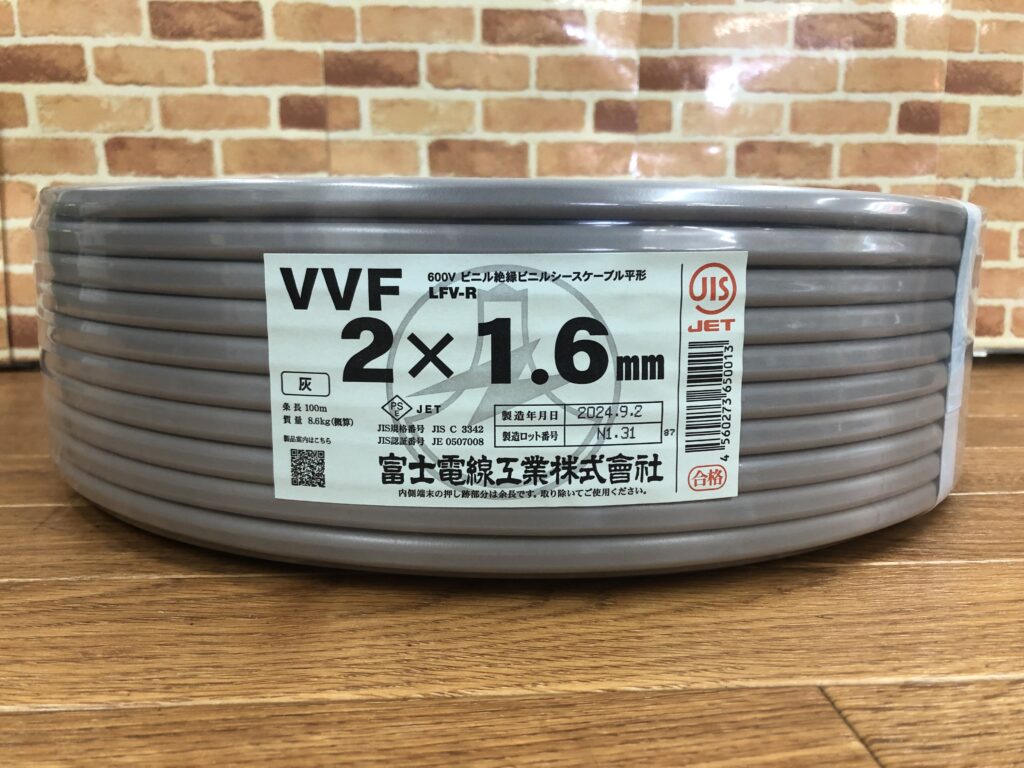 VVF
600V ビニル絶縁ビニルシースケーブル平形
LFV-R
2×1.6mm
灰
条長 100m
質量 8.6kg(概算)
製品案内はこちら
PS
E
JET
JIS規格番号 JIS C 3342
JIS認証番号 JE 0507008
製造年月日 2024.9.2
製造ロット番号 N1.31
87
富士電線工業株式會社
内側端末の押し跡部分は余長です。取り除いてご使用ください。
JIS
JET
4 560273 650013
合格